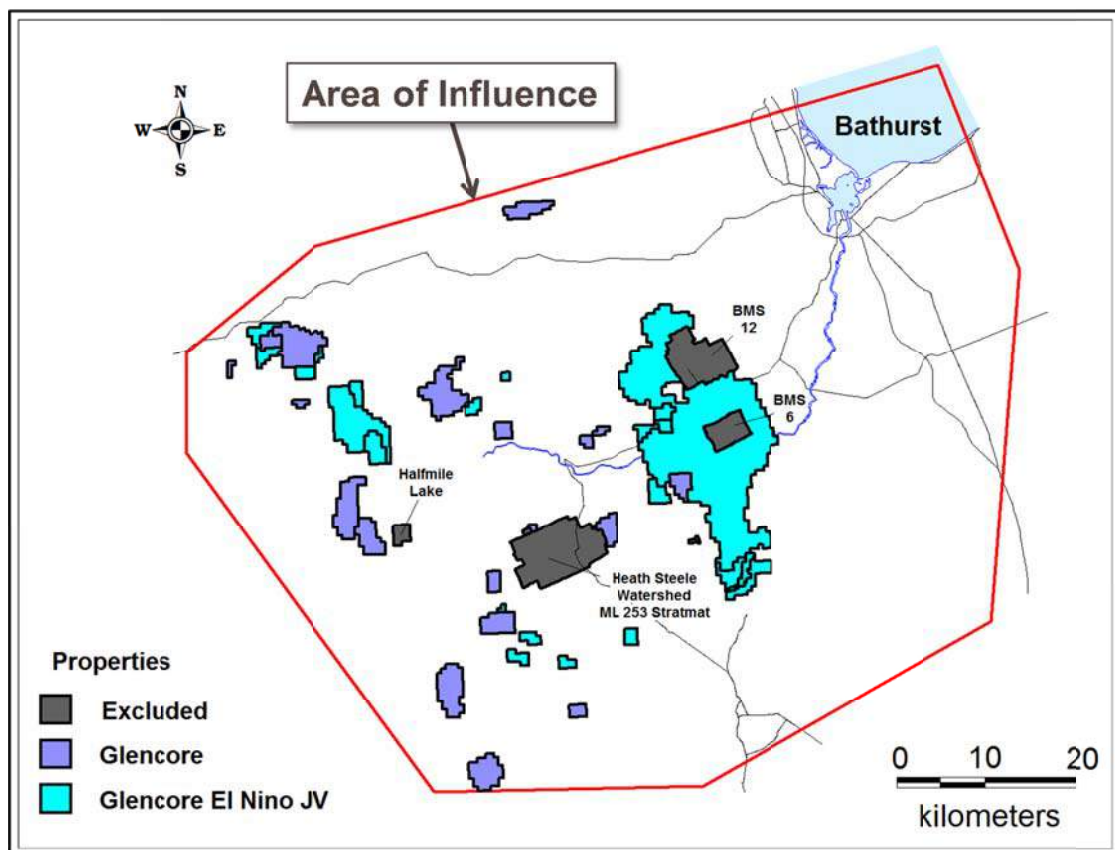 Area of Influence
N
W E
S
Bathurst
BMS
12
BMS
6
Halfmile
Lake
Heath Steele
Watershed
ML 253 Stratmat
Properties
Excluded
Glencore
Glencore El Nino JV
0 10 20
kilometers